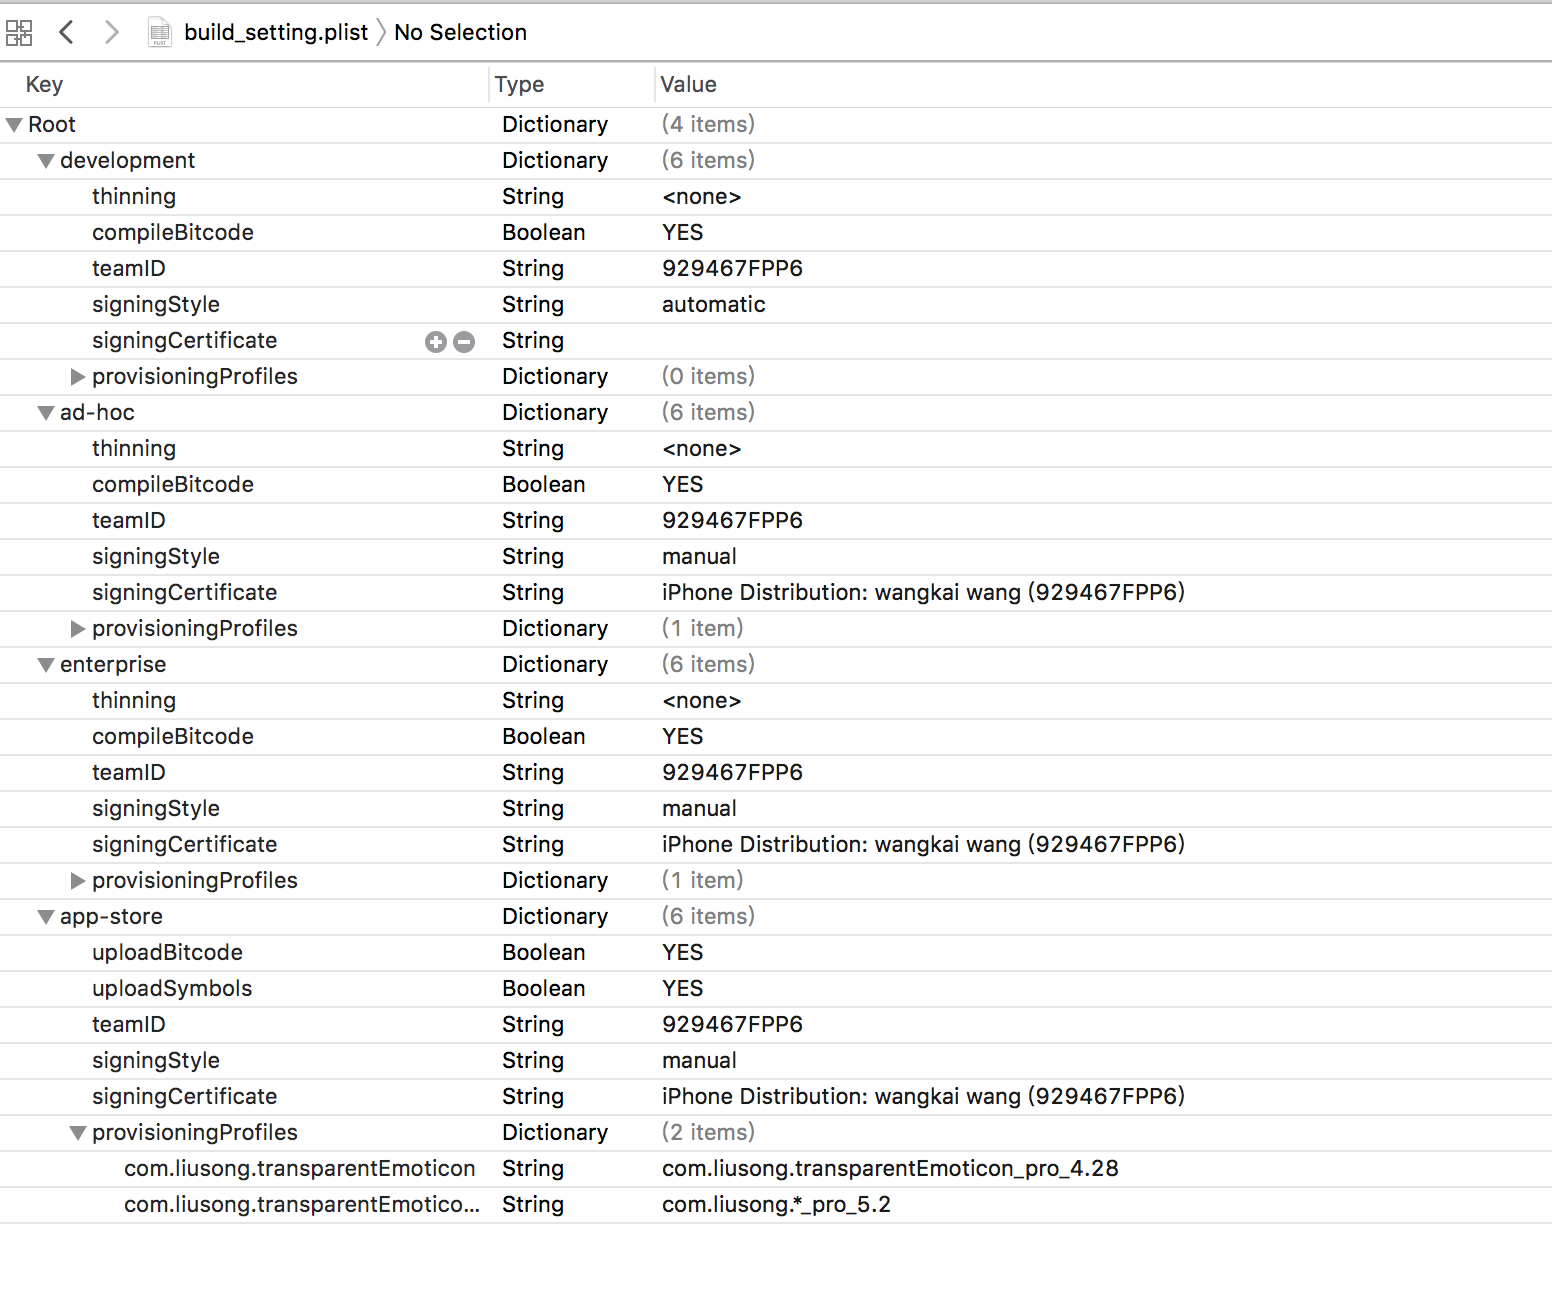 build_setting.plist No Selection
Key Type Value
Root Dictionary (4 items)
development Dictionary (6 items)
thinning String <none>
compileBitcode Boolean YES
teamID String 929467FPP6
signingStyle String automatic
signingCertificate String
provisioningProfiles Dictionary (0 items)
ad-hoc Dictionary (6 items)
thinning String <none>
compileBitcode Boolean YES
teamID String 929467FPP6
signingStyle String manual
signingCertificate String iPhone Distribution: wangkai wang (929467FPP6)
provisioningProfiles Dictionary (1 item)
enterprise Dictionary (6 items)
thinning String <none>
compileBitcode Boolean YES
teamID String 929467FPP6
signingStyle String manual
signingCertificate String iPhone Distribution: wangkai wang (929467FPP6)
provisioningProfiles Dictionary (1 item)
app-store Dictionary (6 items)
uploadBitcode Boolean YES
uploadSymbols Boolean YES
teamID String 929467FPP6
signingStyle String manual
signingCertificate String iPhone Distribution: wangkai wang (929467FPP6)
provisioningProfiles Dictionary (2 items)
com.liusong.transparentEmoticon String com.liusong.transparentEmoticon_pro_4.28
com.liusong.transparentEmotico... String com.liusong.*_pro_5.2